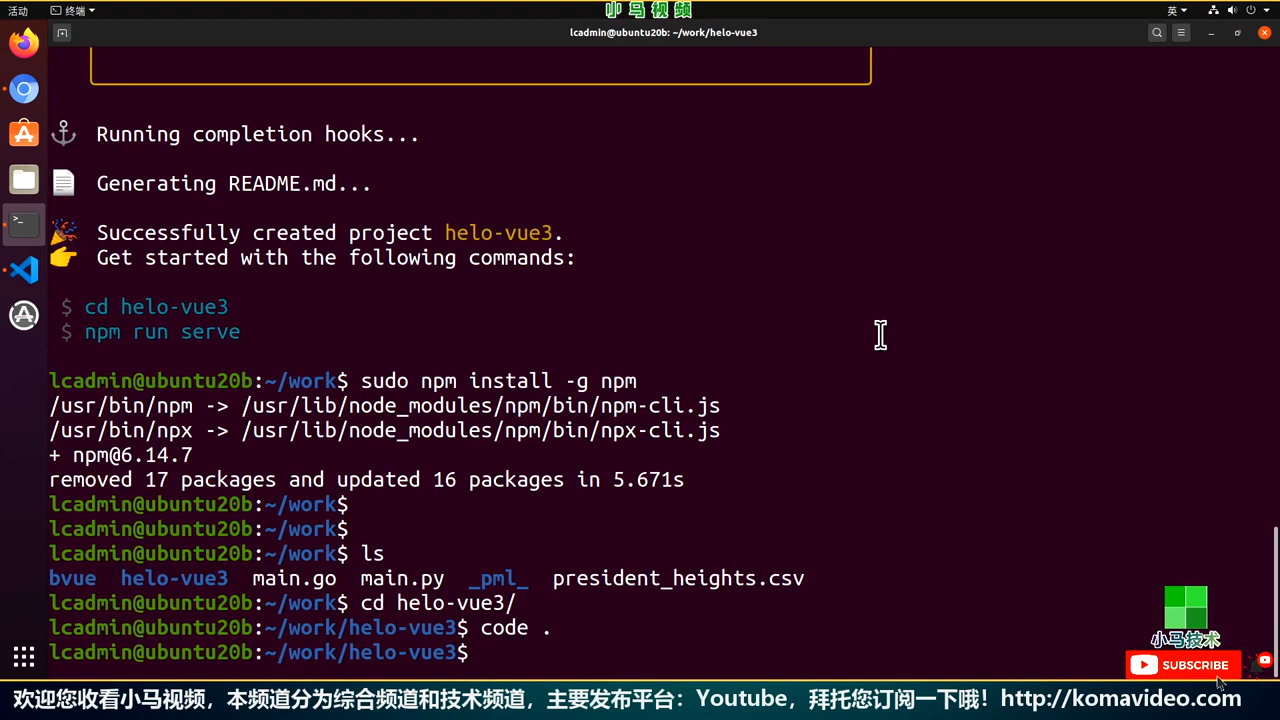 活动
终端
小马视频
英
lcadmin@ubuntu20b: ~/work/helo-vue3
Running completion hooks...
Generating README.md...
Successfully created project helo-vue3.
Get started with the following commands:
$ cd helo-vue3
$ npm run serve
lcadmin@ubuntu20b:~/work$ sudo npm install -g npm
/usr/bin/npm -> /usr/lib/node_modules/npm/bin/npm-cli.js
/usr/bin/npx -> /usr/lib/node_modules/npm/bin/npx-cli.js
+ npm@6.14.7
removed 17 packages and updated 16 packages in 5.671s
lcadmin@ubuntu20b:~/work$
lcadmin@ubuntu20b:~/work$
lcadmin@ubuntu20b:~/work$ ls
bvue helo-vue3 main.go main.py _pml_ president_heights.csv
lcadmin@ubuntu20b:~/work$ cd helo-vue3/
lcadmin@ubuntu20b:~/work/helo-vue3$ code .
lcadmin@ubuntu20b:~/work/helo-vue3$
小马技术
SUBSCRIBE
欢迎您收看小马视频，本频道分为综合频道和技术频道，主要发布平台：Youtube，拜托您订阅一下哦！http://komavideo.com